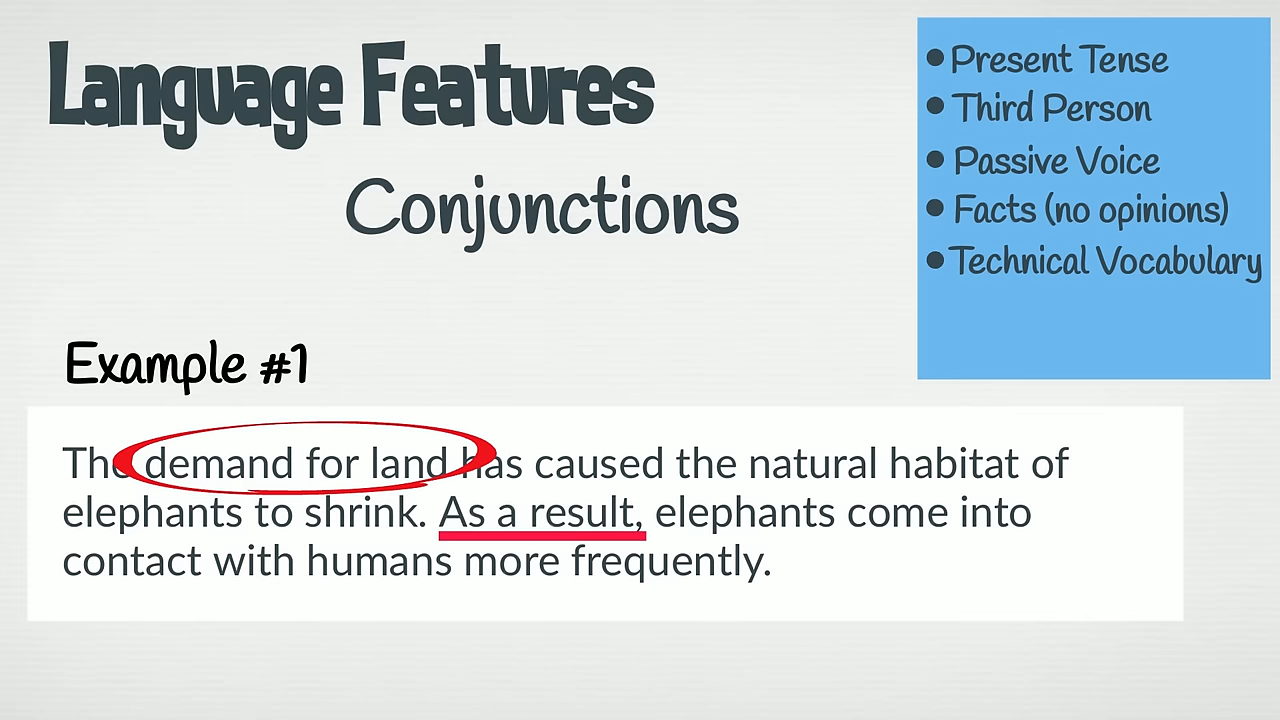 Language Features
Conjunctions
• Present Tense
• Third Person
• Passive Voice
• Facts (no opinions)
• Technical Vocabulary
Example #1
The demand for land has caused the natural habitat of
elephants to shrink. As a result, elephants come into
contact with humans more frequently.